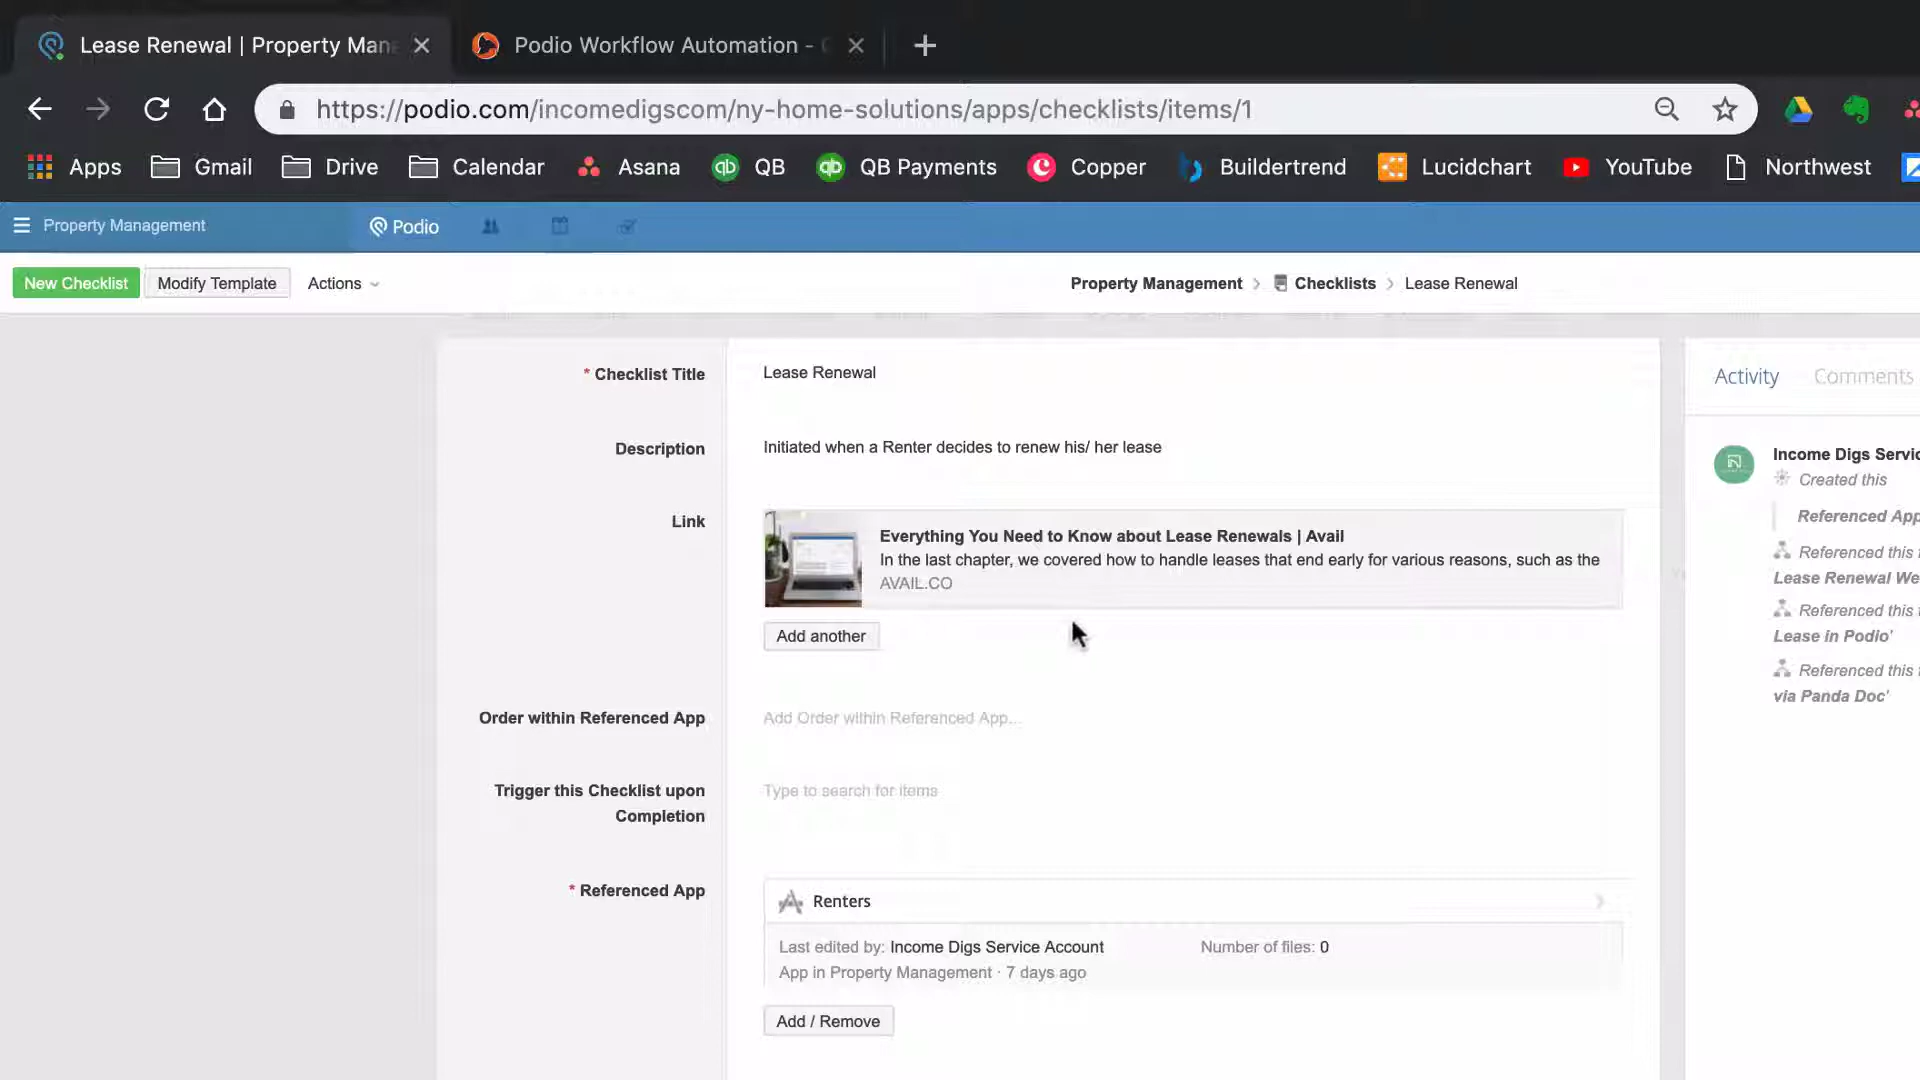 Lease Renewal | Property Man
Podio Workflow Automation -
https://podio.com/incomedigscom/ny-home-solutions/apps/checklists/items/1
Apps Gmail Drive Calendar Asana QB QB Payments Copper Buildertrend Lucidchart YouTube Northwest
Property Management Podio
New Checklist Modify Template Actions Property Management > Checklists > Lease Renewal
* Checklist Title Lease Renewal
Activity Comments
Description Initiated when a Renter decides to renew his/ her lease
Income Digs Servic
Created this
Link
Referenced App
Everything You Need to Know about Lease Renewals | Avail
In the last chapter, we covered how to handle leases that end early for various reasons, such as the
AVAIL.CO
Referenced this
Lease Renewal We
Add another
Referenced this
Lease in Podio'
Referenced this
via Panda Doc'
Order within Referenced App Add Order within Referenced App...
Trigger this Checklist upon
Completion
Type to search for items
* Referenced App
Renters
Last edited by: Income Digs Service Account Number of files: 0
App in Property Management · 7 days ago
Add / Remove